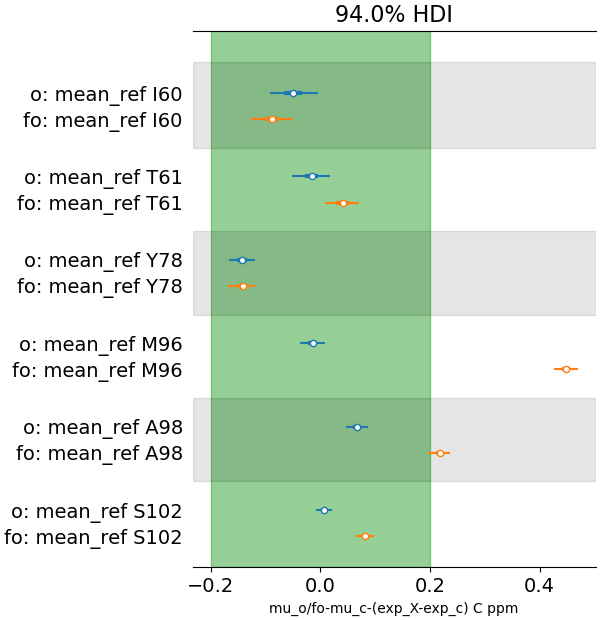 94.0% HDI
o: mean_ref I60
fo: mean_ref I60
o: mean_ref T61
fo: mean_ref T61
o: mean_ref Y78
fo: mean_ref Y78
o: mean_ref M96
fo: mean_ref M96
o: mean_ref A98
fo: mean_ref A98
o: mean_ref S102
fo: mean_ref S102
−0.2 0.0 0.2 0.4
mu_o/fo-mu_c-(exp_X-exp_c) C ppm